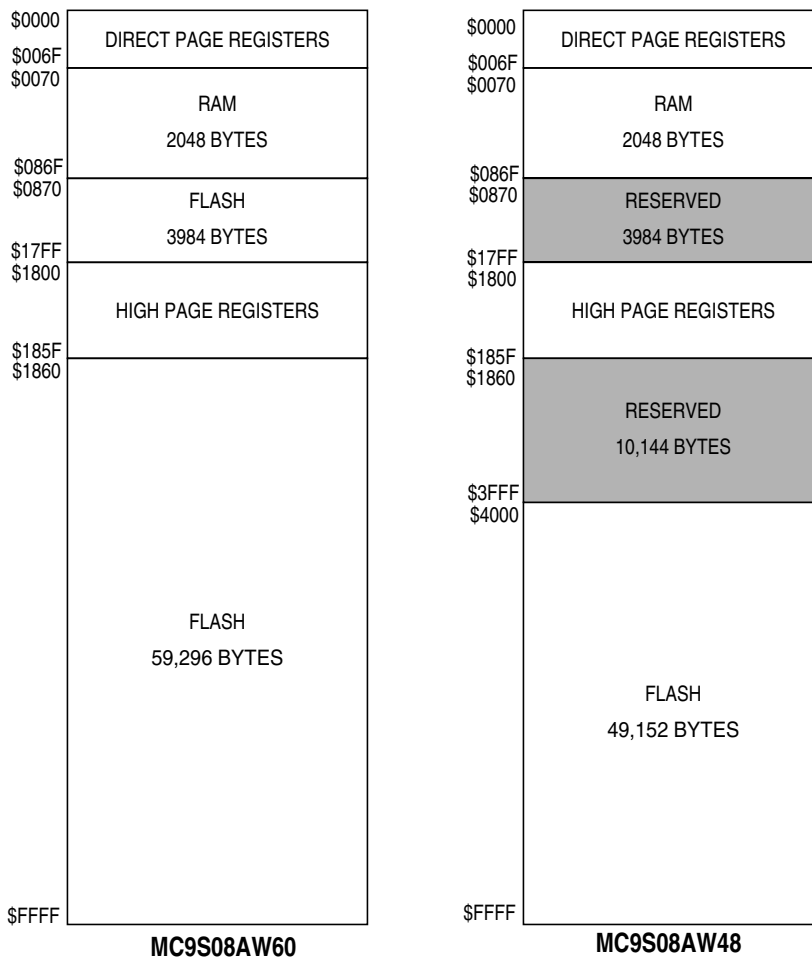 $0000
DIRECT PAGE REGISTERS
$006F
$0070
RAM
2048 BYTES
$086F
$0870
FLASH
3984 BYTES
$17FF
$1800
HIGH PAGE REGISTERS
$185F
$1860
FLASH
59,296 BYTES
$FFFF
MC9S08AW60
$0000
DIRECT PAGE REGISTERS
$006F
$0070
RAM
2048 BYTES
$086F
$0870
RESERVED
3984 BYTES
$17FF
$1800
HIGH PAGE REGISTERS
$185F
$1860
RESERVED
10,144 BYTES
$3FFF
$4000
FLASH
49,152 BYTES
$FFFF
MC9S08AW48